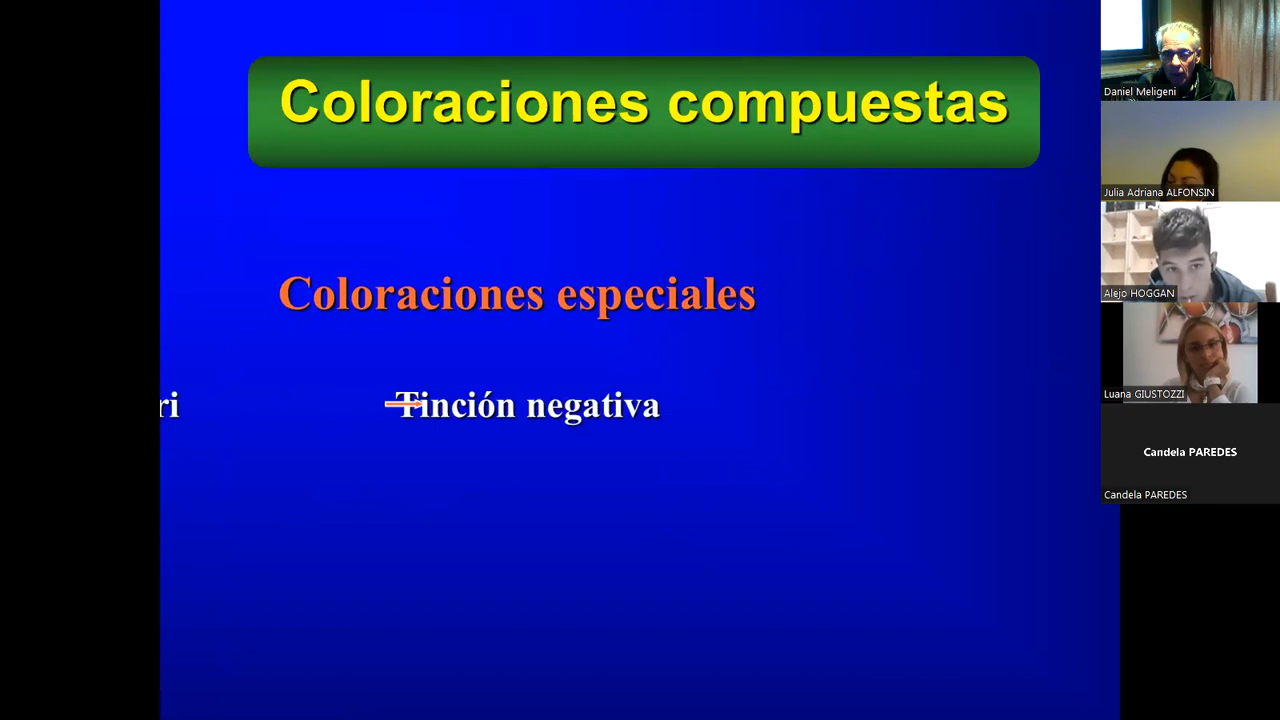 Coloraciones compuestas
Coloraciones especiales
ri
Tinción negativa
Daniel Meligeni
Julia Adriana ALFONSIN
Alejo HOGGAN
Luana GIUSTOZZI
Candela PAREDES
Candela PAREDES